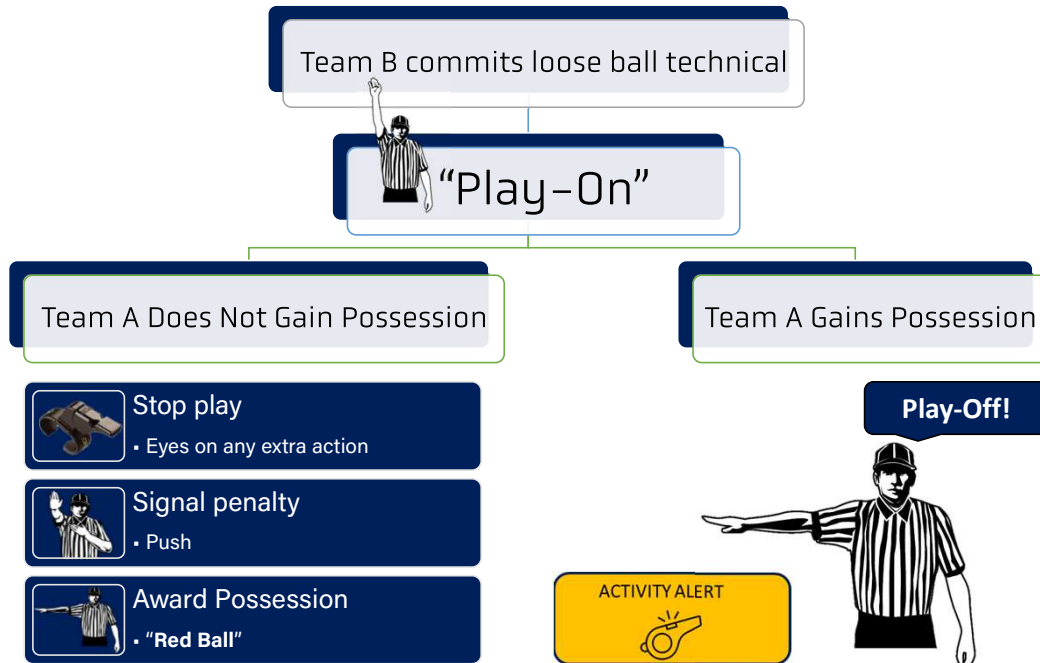 Team B commits loose ball technical
“Play-On”
Team A Does Not Gain Possession
Team A Gains Possession
Stop play
▪ Eyes on any extra action
Signal penalty
▪ Push
Award Possession
▪ “Red Ball”
Play-Off!
ACTIVITY ALERT